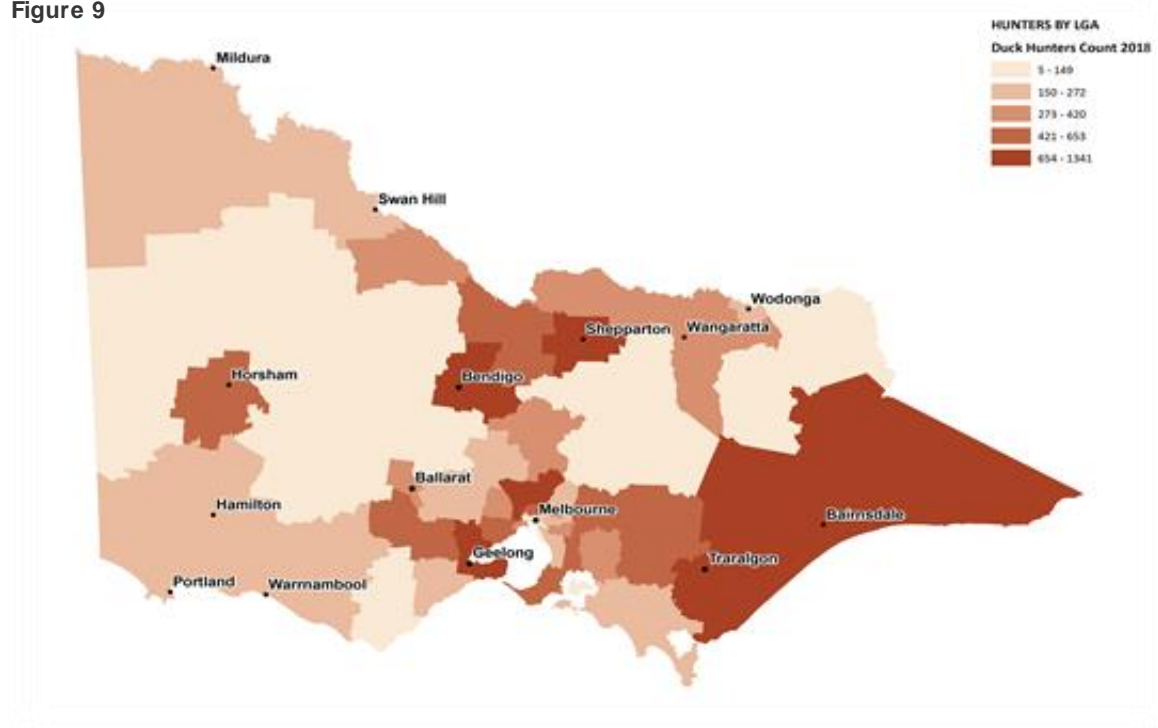 Figure 9
HUNTERS BY LGA
Duck Hunters Count 2018
5 - 149
150 - 272
273 - 420
421 - 653
654 - 1341
Mildura
Swan Hill
Wodonga
Shepparton
Wangaratta
Horsham
Bendigo
Ballarat
Hamilton
Melbourne
Bairnsdale
Geelong
Traralgon
Portland
Warrnambool